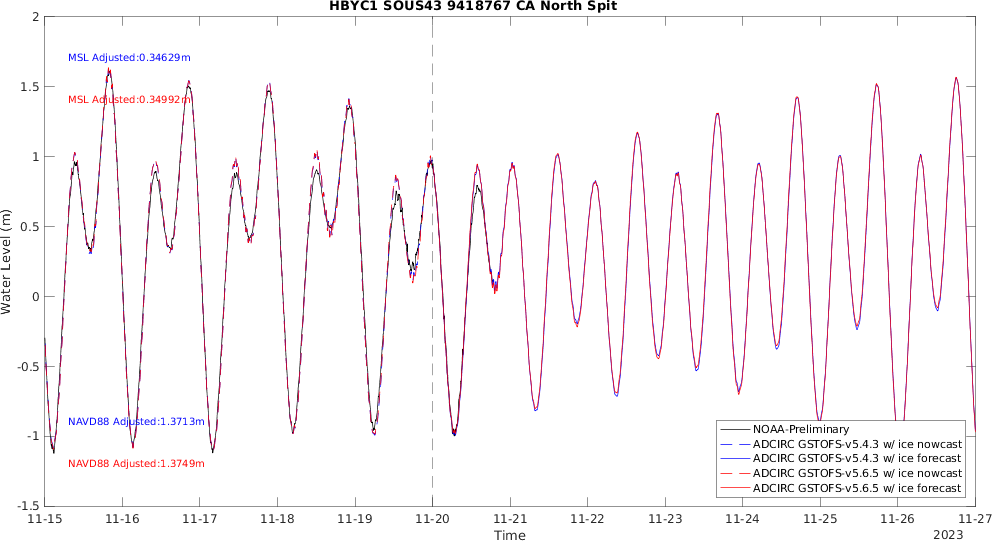 HBYC1 SOUS43 9418767 CA North Spit
2
1.5
1
0.5
0
-0.5
-1
-1.5
Water Level (m)
MSL Adjusted:0.34629m
MSL Adjusted:0.34992m
NAVD88 Adjusted:1.3713m
NAVD88 Adjusted:1.3749m
NOAA-Preliminary
ADCIRC GSTOFS-v5.4.3 w/ ice nowcast
ADCIRC GSTOFS-v5.4.3 w/ ice forecast
ADCIRC GSTOFS-v5.6.5 w/ ice nowcast
ADCIRC GSTOFS-v5.6.5 w/ ice forecast
11-15 11-16 11-17 11-18 11-19 11-20 11-21 11-22 11-23 11-24 11-25 11-26 11-27
Time
2023